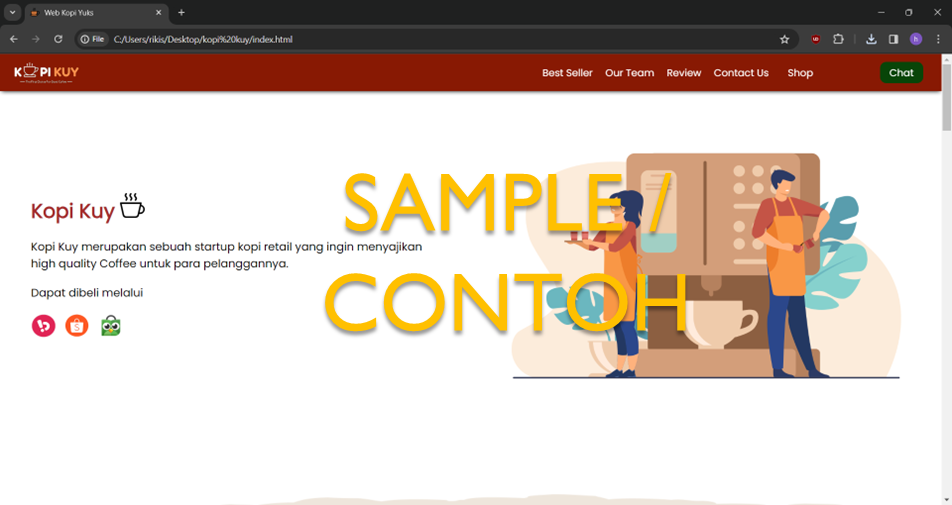 Web Kopi Yuks
File C:/Users/rikis/Desktop/kopi%20kuy/index.html
KOPI KUY
Best Seller Our Team Review Contact Us Shop Chat
SAMPLE /
CONTOH
Kopi Kuy
Kopi Kuy merupakan sebuah startup kopi retail yang ingin menyajikan
high quality Coffee untuk para pelanggannya.
Dapat dibeli melalui